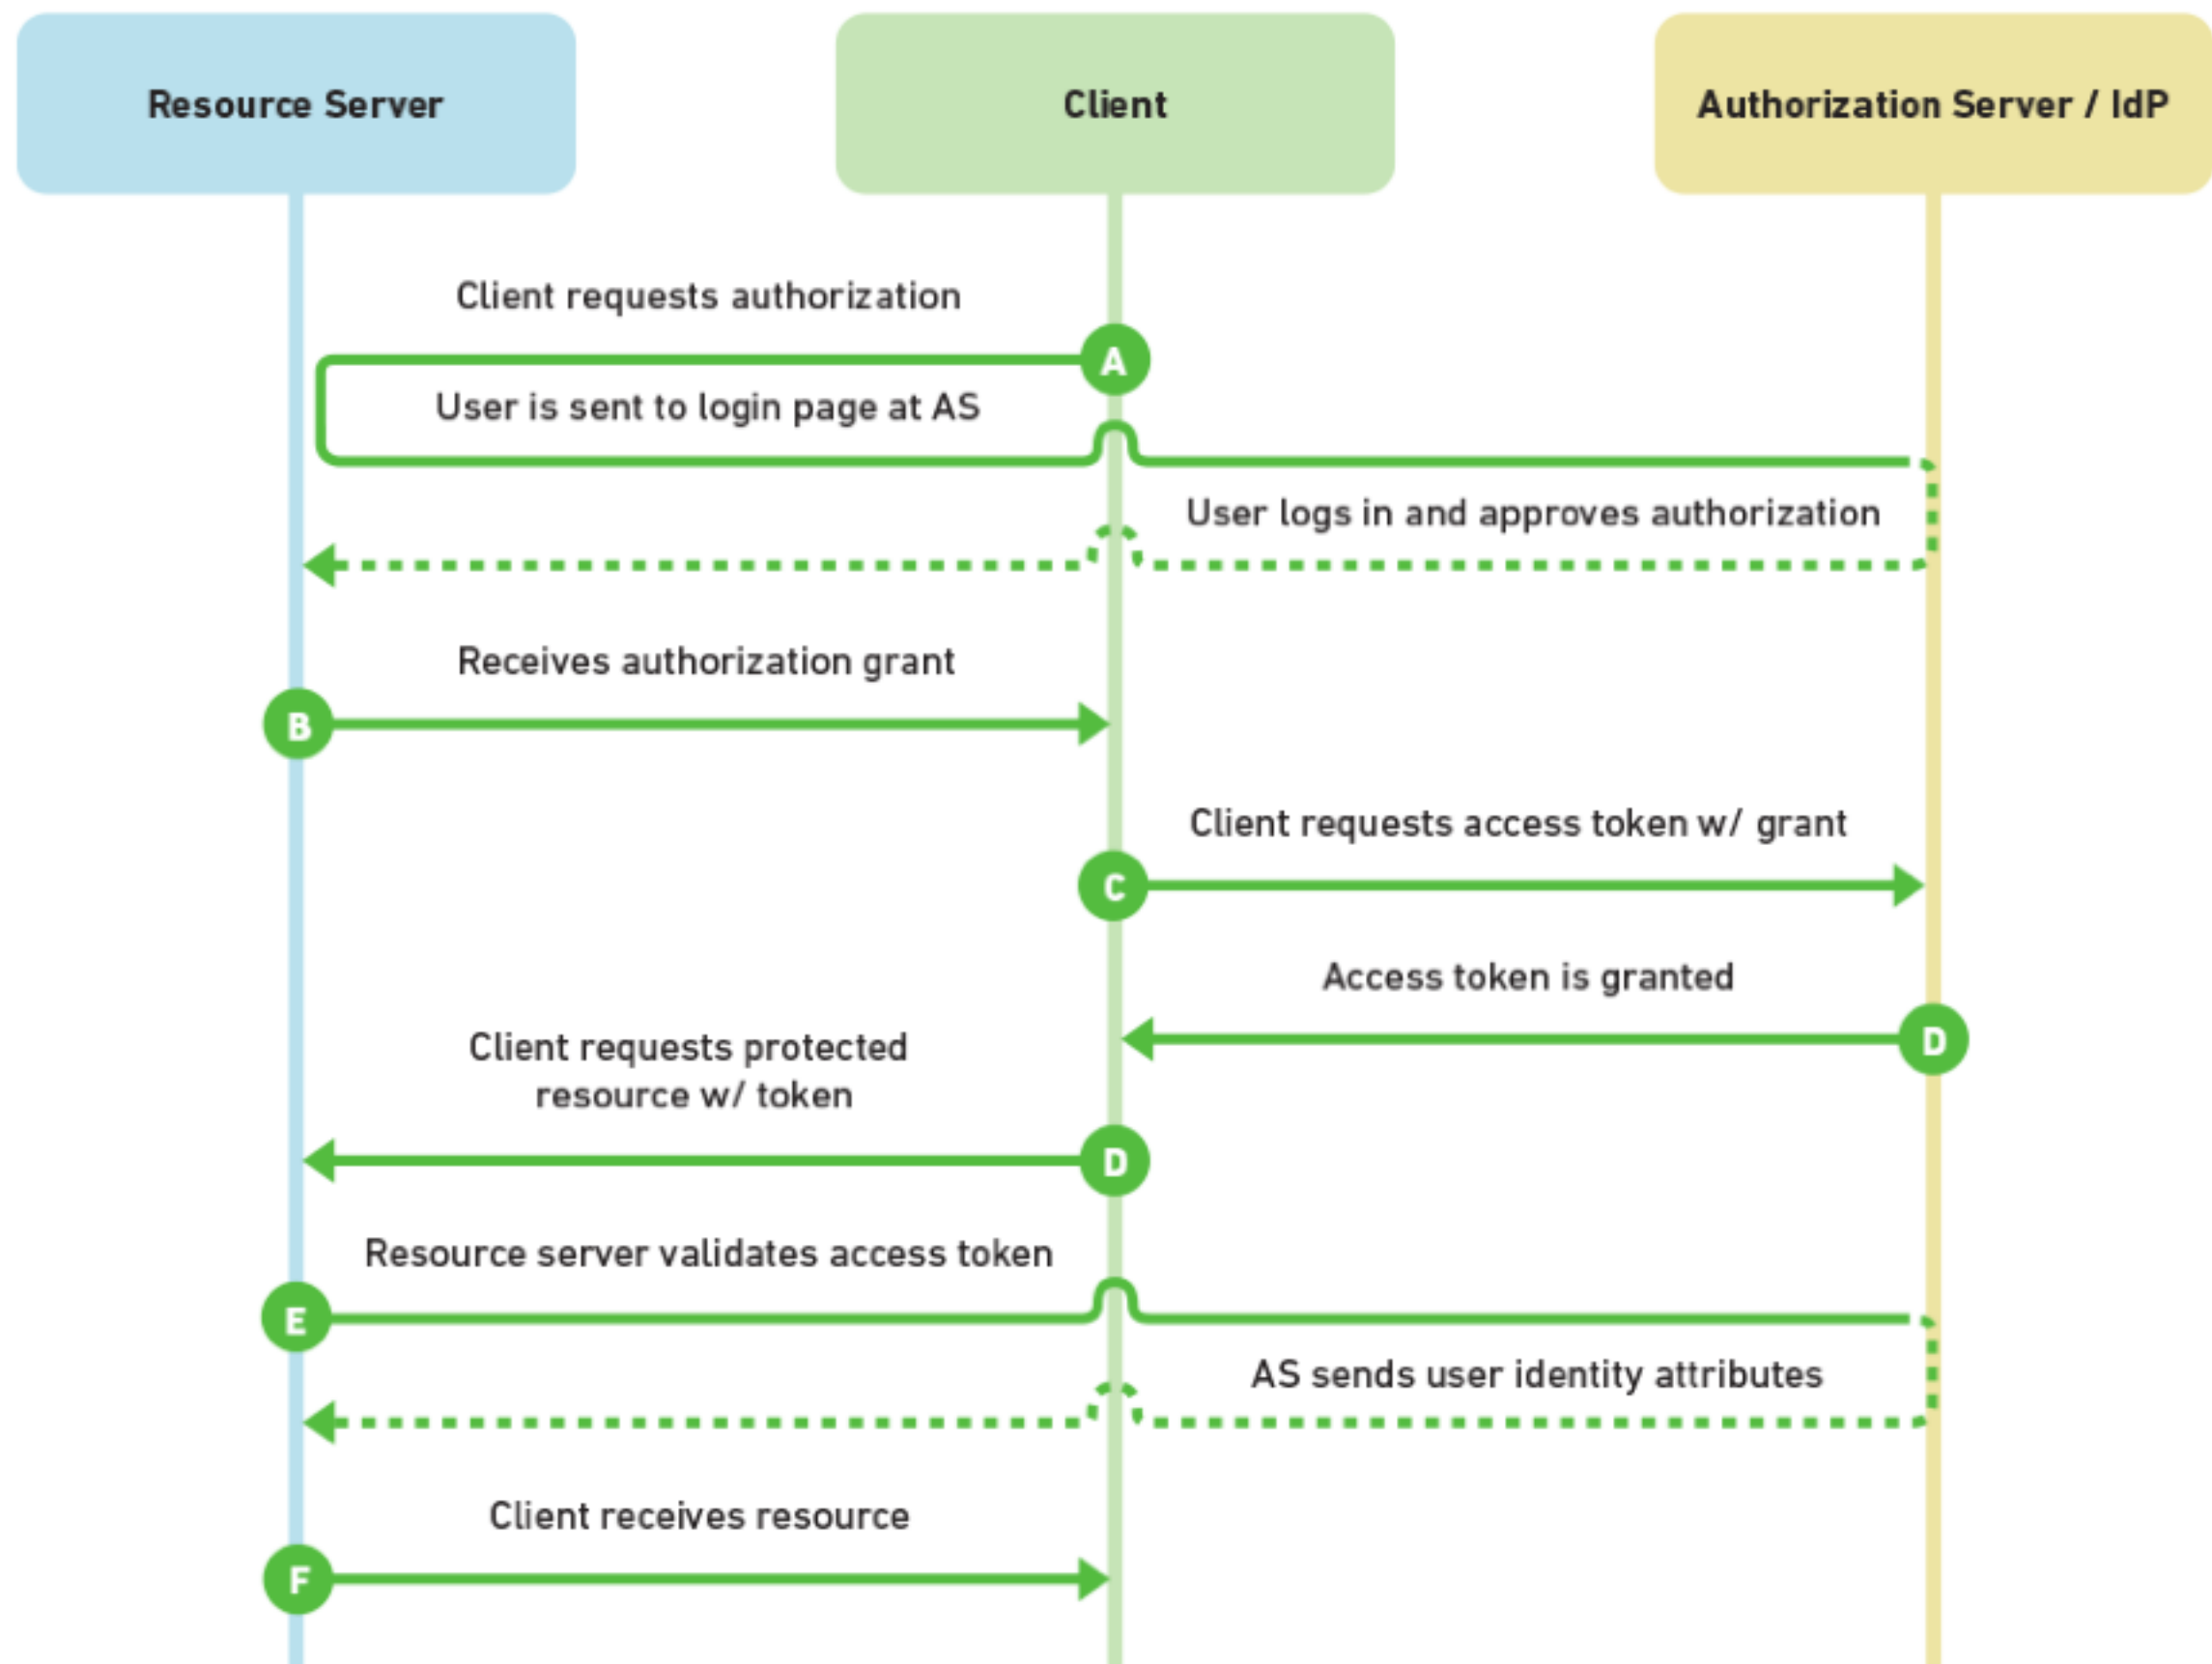 Resource Server
Client
Authorization Server / IdP
Client requests authorization
A
User is sent to login page at AS
User logs in and approves authorization
Receives authorization grant
B
Client requests access token w/ grant
C
Access token is granted
D
Client requests protected
resource w/ token
D
Resource server validates access token
E
AS sends user identity attributes
Client receives resource
F